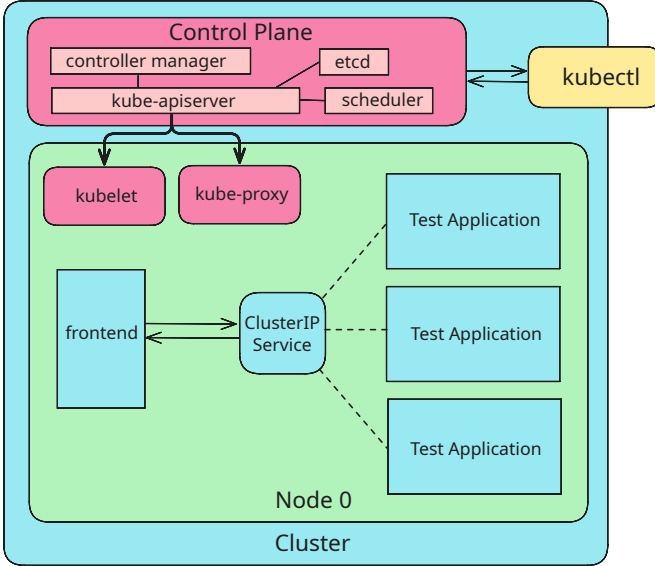 Control Plane
controller manager
etcd
kube-apiserver
scheduler
kubectl
kubelet
kube-proxy
Test Application
frontend
ClusterIP
Service
Test Application
Test Application
Node 0
Cluster